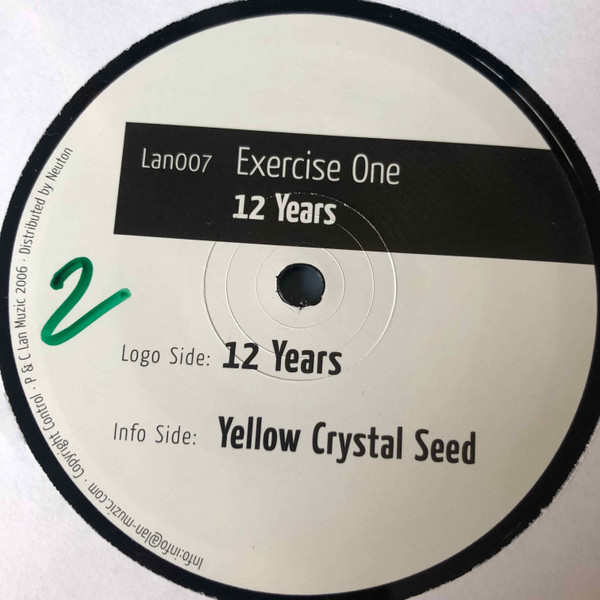 Lan007 Exercise One
12 Years
2
Logo Side: 12 Years
Info Side: Yellow Crystal Seed
Info:info@lan-muzic.com · Copyright Control · P & C Lan Muzic 2006 · Distributed by Neuton